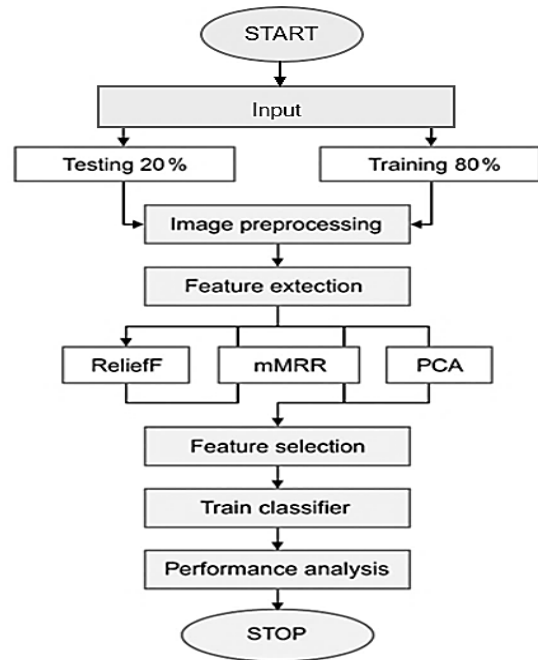 START
Input
Testing 20 %
Training 80 %
Image preprocessing
Feature extection
ReliefF
mMRR
PCA
Feature selection
Train classifier
Performance analysis
STOP